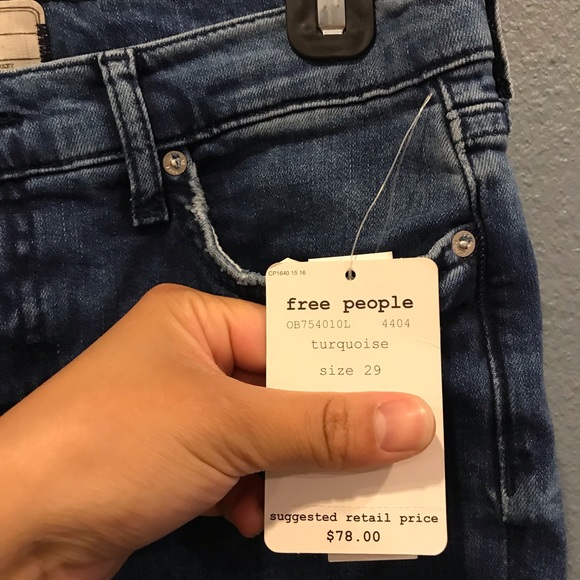 CP1640.15.16
free people
OB754010L 4404
turquoise
size 29
suggested retail price
$78.00